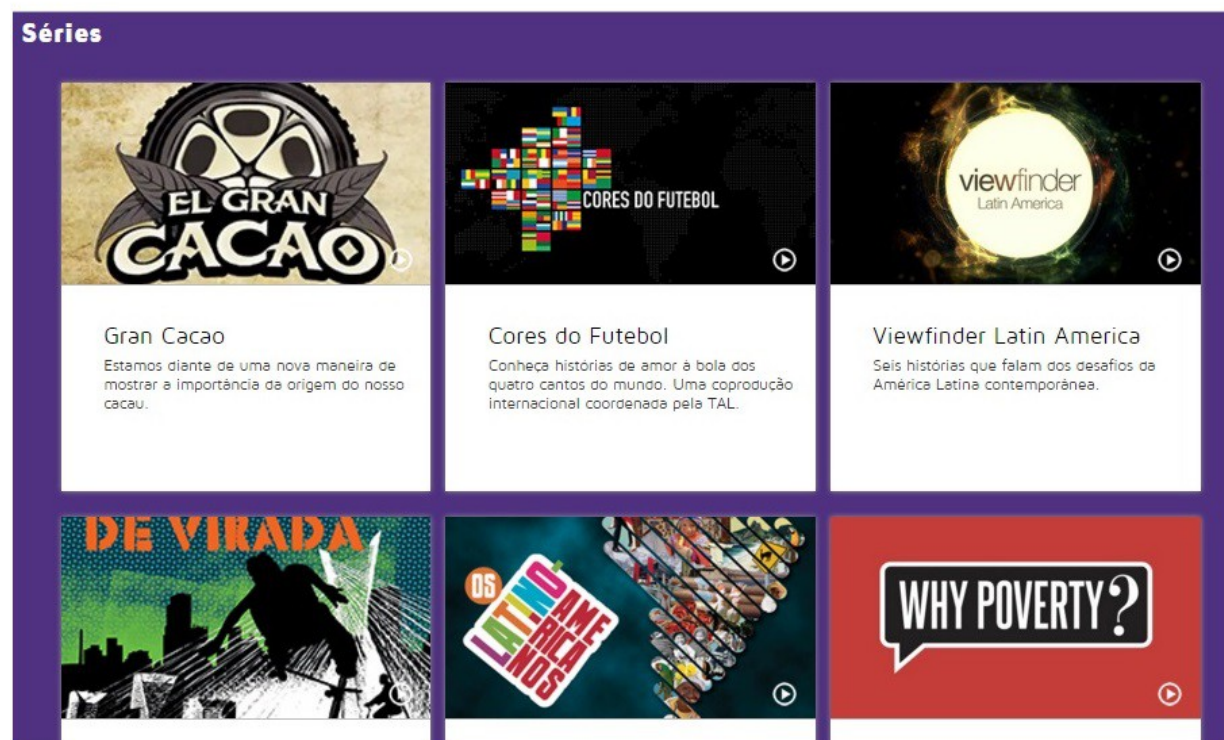 Séries
EL GRAN
CACAO
CORES DO FUTEBOL
viewfinder
Latin America
Gran Cacao
Estamos diante de uma nova maneira de
mostrar a importância da origem do nosso
cacau.
Cores do Futebol
Conheça histórias de amor à bola dos
quatro cantos do mundo. Uma coprodução
internacional coordenada pela TAL.
Viewfinder Latin America
Seis histórias que falam dos desafios da
América Latina contemporânea.
DE VIRADA
OS
LATINO-
AME
RICA
NOS
WHY POVERTY?